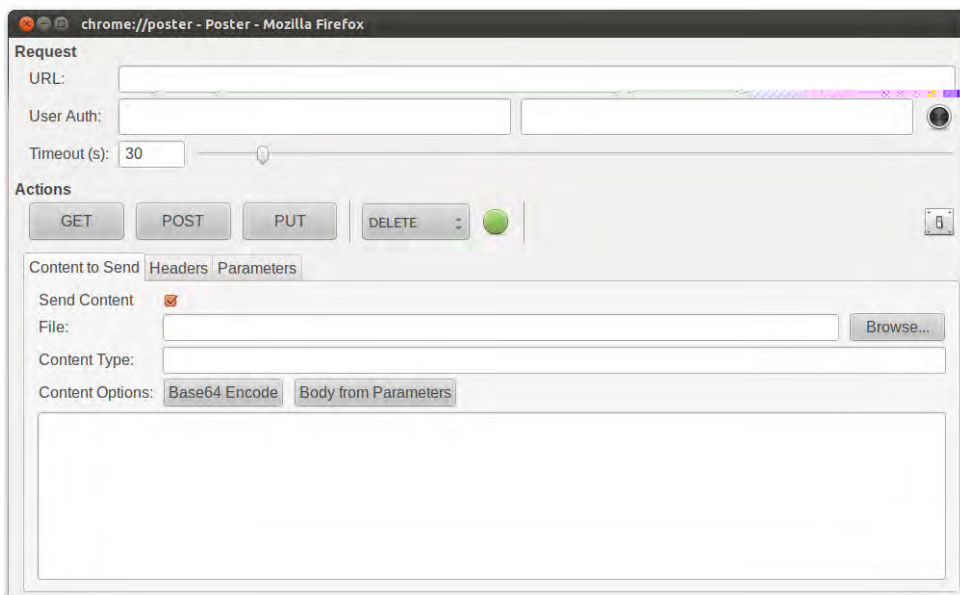 chrome://poster - Poster - Mozilla Firefox
Request
URL:
User Auth:
Timeout (s): 30
Actions
GET POST PUT DELETE
Content to Send Headers Parameters
Send Content
File: Browse...
Content Type:
Content Options: Base64 Encode Body from Parameters